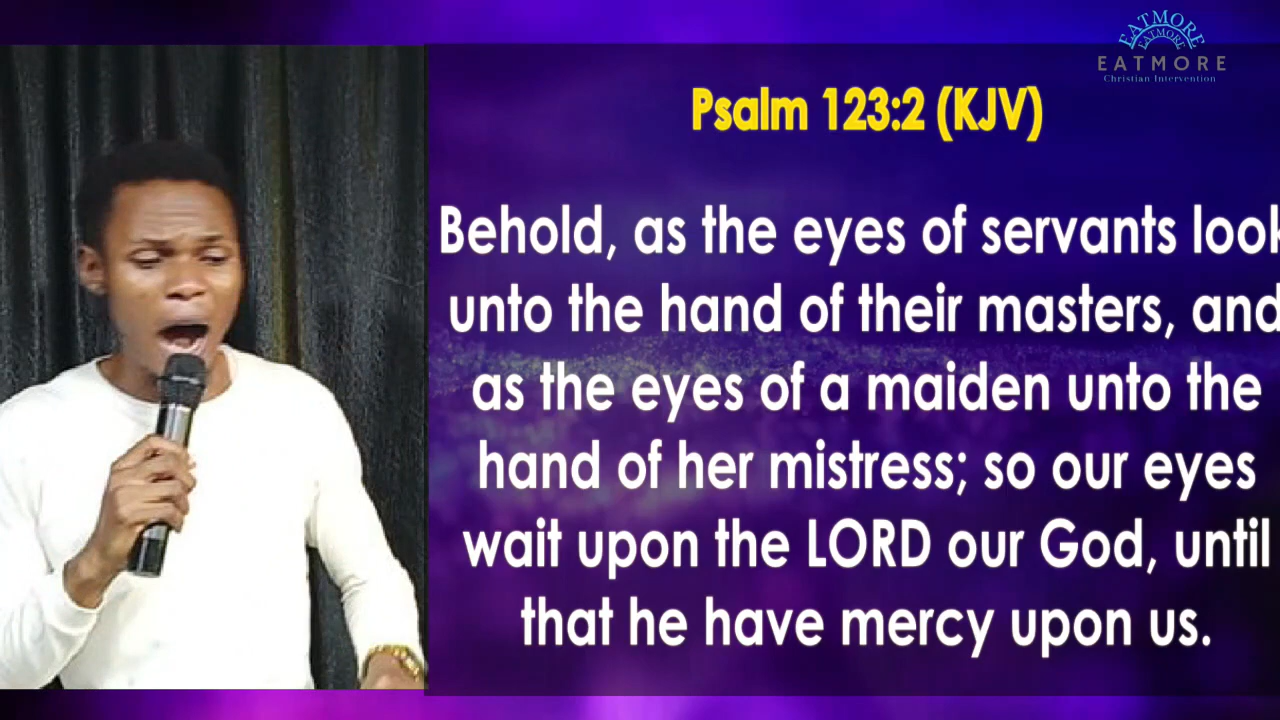 EATMORE
EATMORE
EATMORE
Christian Intervention
Psalm 123:2 (KJV)
Behold, as the eyes of servants look
unto the hand of their masters, and
as the eyes of a maiden unto the
hand of her mistress; so our eyes
wait upon the LORD our God, until
that he have mercy upon us.